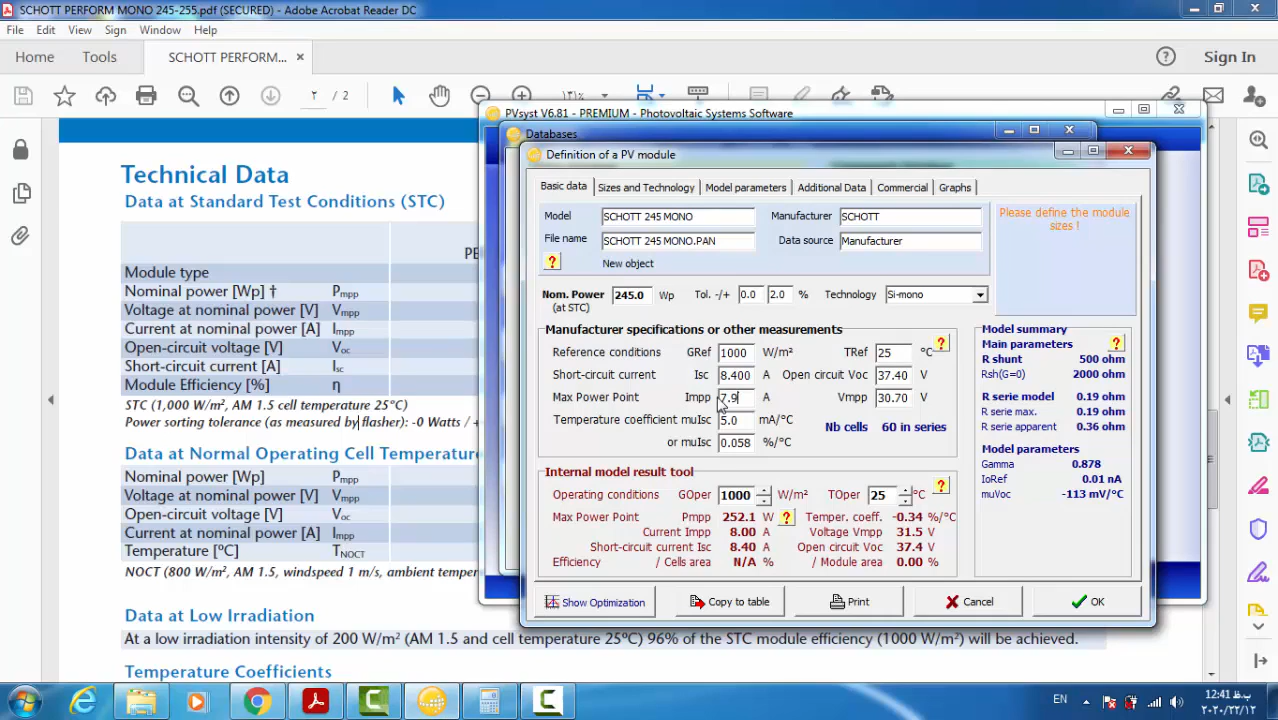 SCHOTT PERFORM MONO 245-255.pdf (SECURED) - Adobe Acrobat Reader DC
File Edit View Sign Window Help
Home Tools SCHOTT PERFORM... × Sign In
٢ / 2
PVsyst V6.81 - PREMIUM - Photovoltaic Systems Software
Databases
Definition of a PV module
Basic data Sizes and Technology Model parameters Additional Data Commercial Graphs
Model SCHOTT 245 MONO Manufacturer SCHOTT
File name SCHOTT 245 MONO.PAN Data source Manufacturer
? New object
Please define the module
sizes !
Nom. Power 245.0 Wp Tol. -/+ 0.0 2.0 % Technology Si-mono
(at STC)
Manufacturer specifications or other measurements
Reference conditions GRef 1000 W/m² TRef 25 °C ?
Short-circuit current Isc 8.400 A Open circuit Voc 37.40 V
Max Power Point Impp 7.9 A Vmpp 30.70 V
Temperature coefficient muIsc 5.0 mA/°C Nb cells 60 in series
or muIsc 0.058 %/°C
Internal model result tool
Operating conditions GOper 1000 W/m² TOper 25 °C ?
Max Power Point Pmpp 252.1 W ? Temper. coeff. -0.34 %/°C
Current Impp 8.00 A Voltage Vmpp 31.5 V
Short-circuit current Isc 8.40 A Open circuit Voc 37.4 V
Efficiency / Cells area N/A % / Module area 0.00 %
Model summary
Main parameters ?
R shunt 500 ohm
Rsh(G=0) 2000 ohm
R serie model 0.19 ohm
R serie max. 0.19 ohm
R serie apparent 0.36 ohm
Model parameters
Gamma 0.878
IoRef 0.01 nA
muVoc -113 mV/°C
Show Optimization Copy to table Print Cancel OK
Technical Data
Data at Standard Test Conditions (STC)
PE
Module type
Nominal power [Wp] † Pmpp
Voltage at nominal power [V] Vmpp
Current at nominal power [A] Impp
Open-circuit voltage [V] Voc
Short-circuit current [A] Isc
Module Efficiency [%] η
STC (1,000 W/m², AM 1.5 cell temperature 25°C)
Power sorting tolerance (as measured by flasher): -0 Watts / +
Data at Normal Operating Cell Temperature
Nominal power [Wp] Pmpp
Voltage at nominal power [V] Vmpp
Open-circuit voltage [V] Voc
Current at nominal power [A] Impp
Temperature [ºC] TNOCT
NOCT (800 W/m², AM 1.5, windspeed 1 m/s, ambient temper
Data at Low Irradiation
At a low irradiation intensity of 200 W/m² (AM 1.5 and cell temperature 25ºC) 96% of the STC module efficiency (1000 W/m²) will be achieved.
Temperature Coefficients
EN
12:41 ب.ظ